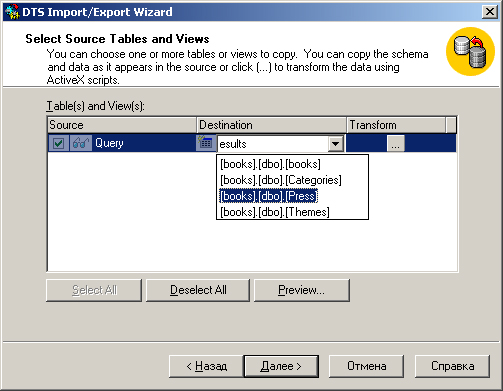 DTS Import/Export Wizard
Select Source Tables and Views
You can choose one or more tables or views to copy. You can copy the schema
and data as it appears in the source or click (...) to transform the data using
ActiveX scripts.
Table(s) and View(s):
Source Destination Transform
Query esults ...
[books].[dbo].[books]
[books].[dbo].[Categories]
[books].[dbo].[Press]
[books].[dbo].[Themes]
Select All Deselect All Preview...
< Назад Далее > Отмена Справка